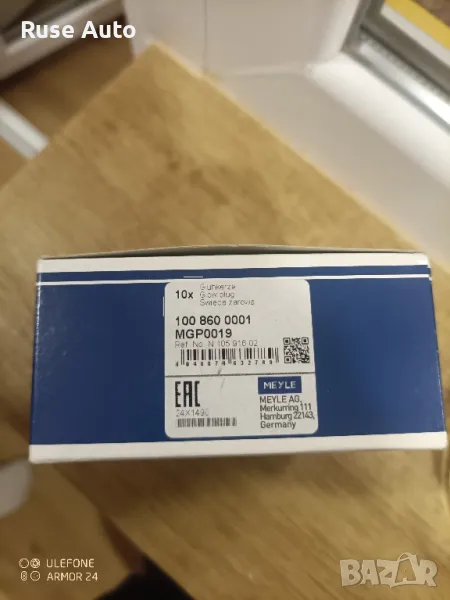 Ruse Auto
10x
Glühkerze
Glow plug
Świeca żarowa
100 860 0001
MGP0019
Ref. No. N 105 916 02
EAC
MEYLE
MEYLE AG,
Merkurring 111
Hamburg 22143,
Germany
ULEFONE
ARMOR 24
BAZAR